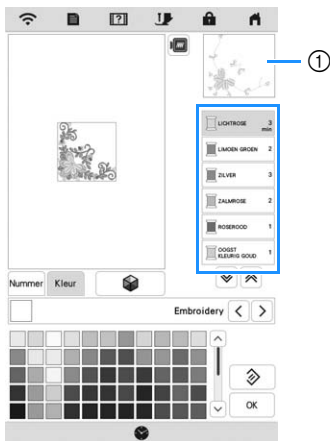 ①
LICHTROSE 3
min
LIMOEN GROEN 2
ZILVER 3
ZALMROSE 2
ROSEROOD 1
OOGST
KLEURIG GOUD 1
Nummer Kleur
Embroidery
OK